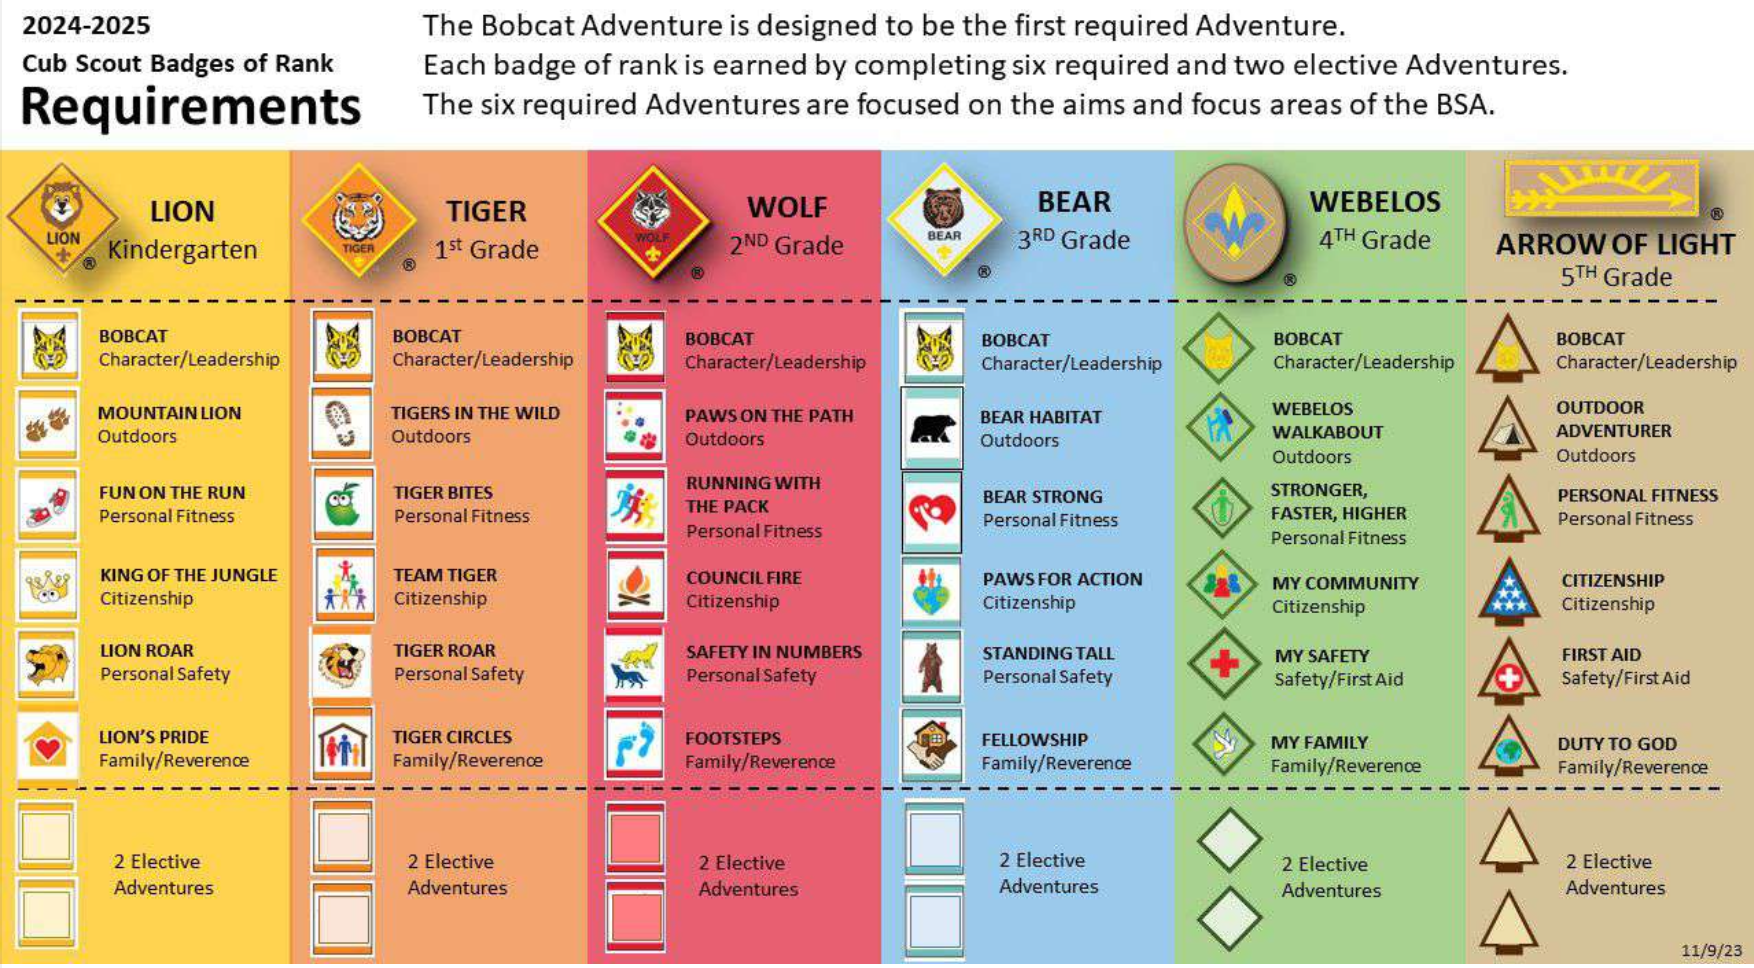 2024-2025
Cub Scout Badges of Rank
Requirements
The Bobcat Adventure is designed to be the first required Adventure.
Each badge of rank is earned by completing six required and two elective Adventures.
The six required Adventures are focused on the aims and focus areas of the BSA.
LION
®
LION
Kindergarten
BOBCAT
Character/Leadership
MOUNTAIN LION
Outdoors
FUN ON THE RUN
Personal Fitness
KING OF THE JUNGLE
Citizenship
LION ROAR
Personal Safety
LION'S PRIDE
Family/Reverence
2 Elective
Adventures
TIGER
®
TIGER
1st Grade
BOBCAT
Character/Leadership
TIGERS IN THE WILD
Outdoors
TIGER BITES
Personal Fitness
TEAM TIGER
Citizenship
TIGER ROAR
Personal Safety
TIGER CIRCLES
Family/Reverence
2 Elective
Adventures
WOLF
®
WOLF
2ND Grade
BOBCAT
Character/Leadership
PAWS ON THE PATH
Outdoors
RUNNING WITH
THE PACK
Personal Fitness
COUNCIL FIRE
Citizenship
SAFETY IN NUMBERS
Personal Safety
FOOTSTEPS
Family/Reverence
2 Elective
Adventures
BEAR
®
BEAR
3RD Grade
BOBCAT
Character/Leadership
BEAR HABITAT
Outdoors
BEAR STRONG
Personal Fitness
PAWS FOR ACTION
Citizenship
STANDING TALL
Personal Safety
FELLOWSHIP
Family/Reverence
2 Elective
Adventures
®
WEBELOS
4TH Grade
BOBCAT
Character/Leadership
WEBELOS
WALKABOUT
Outdoors
STRONGER,
FASTER, HIGHER
Personal Fitness
MY COMMUNITY
Citizenship
MY SAFETY
Safety/First Aid
MY FAMILY
Family/Reverence
2 Elective
Adventures
®
ARROW OF LIGHT
5TH Grade
BOBCAT
Character/Leadership
OUTDOOR
ADVENTURER
Outdoors
PERSONAL FITNESS
Personal Fitness
CITIZENSHIP
Citizenship
FIRST AID
Safety/First Aid
DUTY TO GOD
Family/Reverence
2 Elective
Adventures
11/9/23